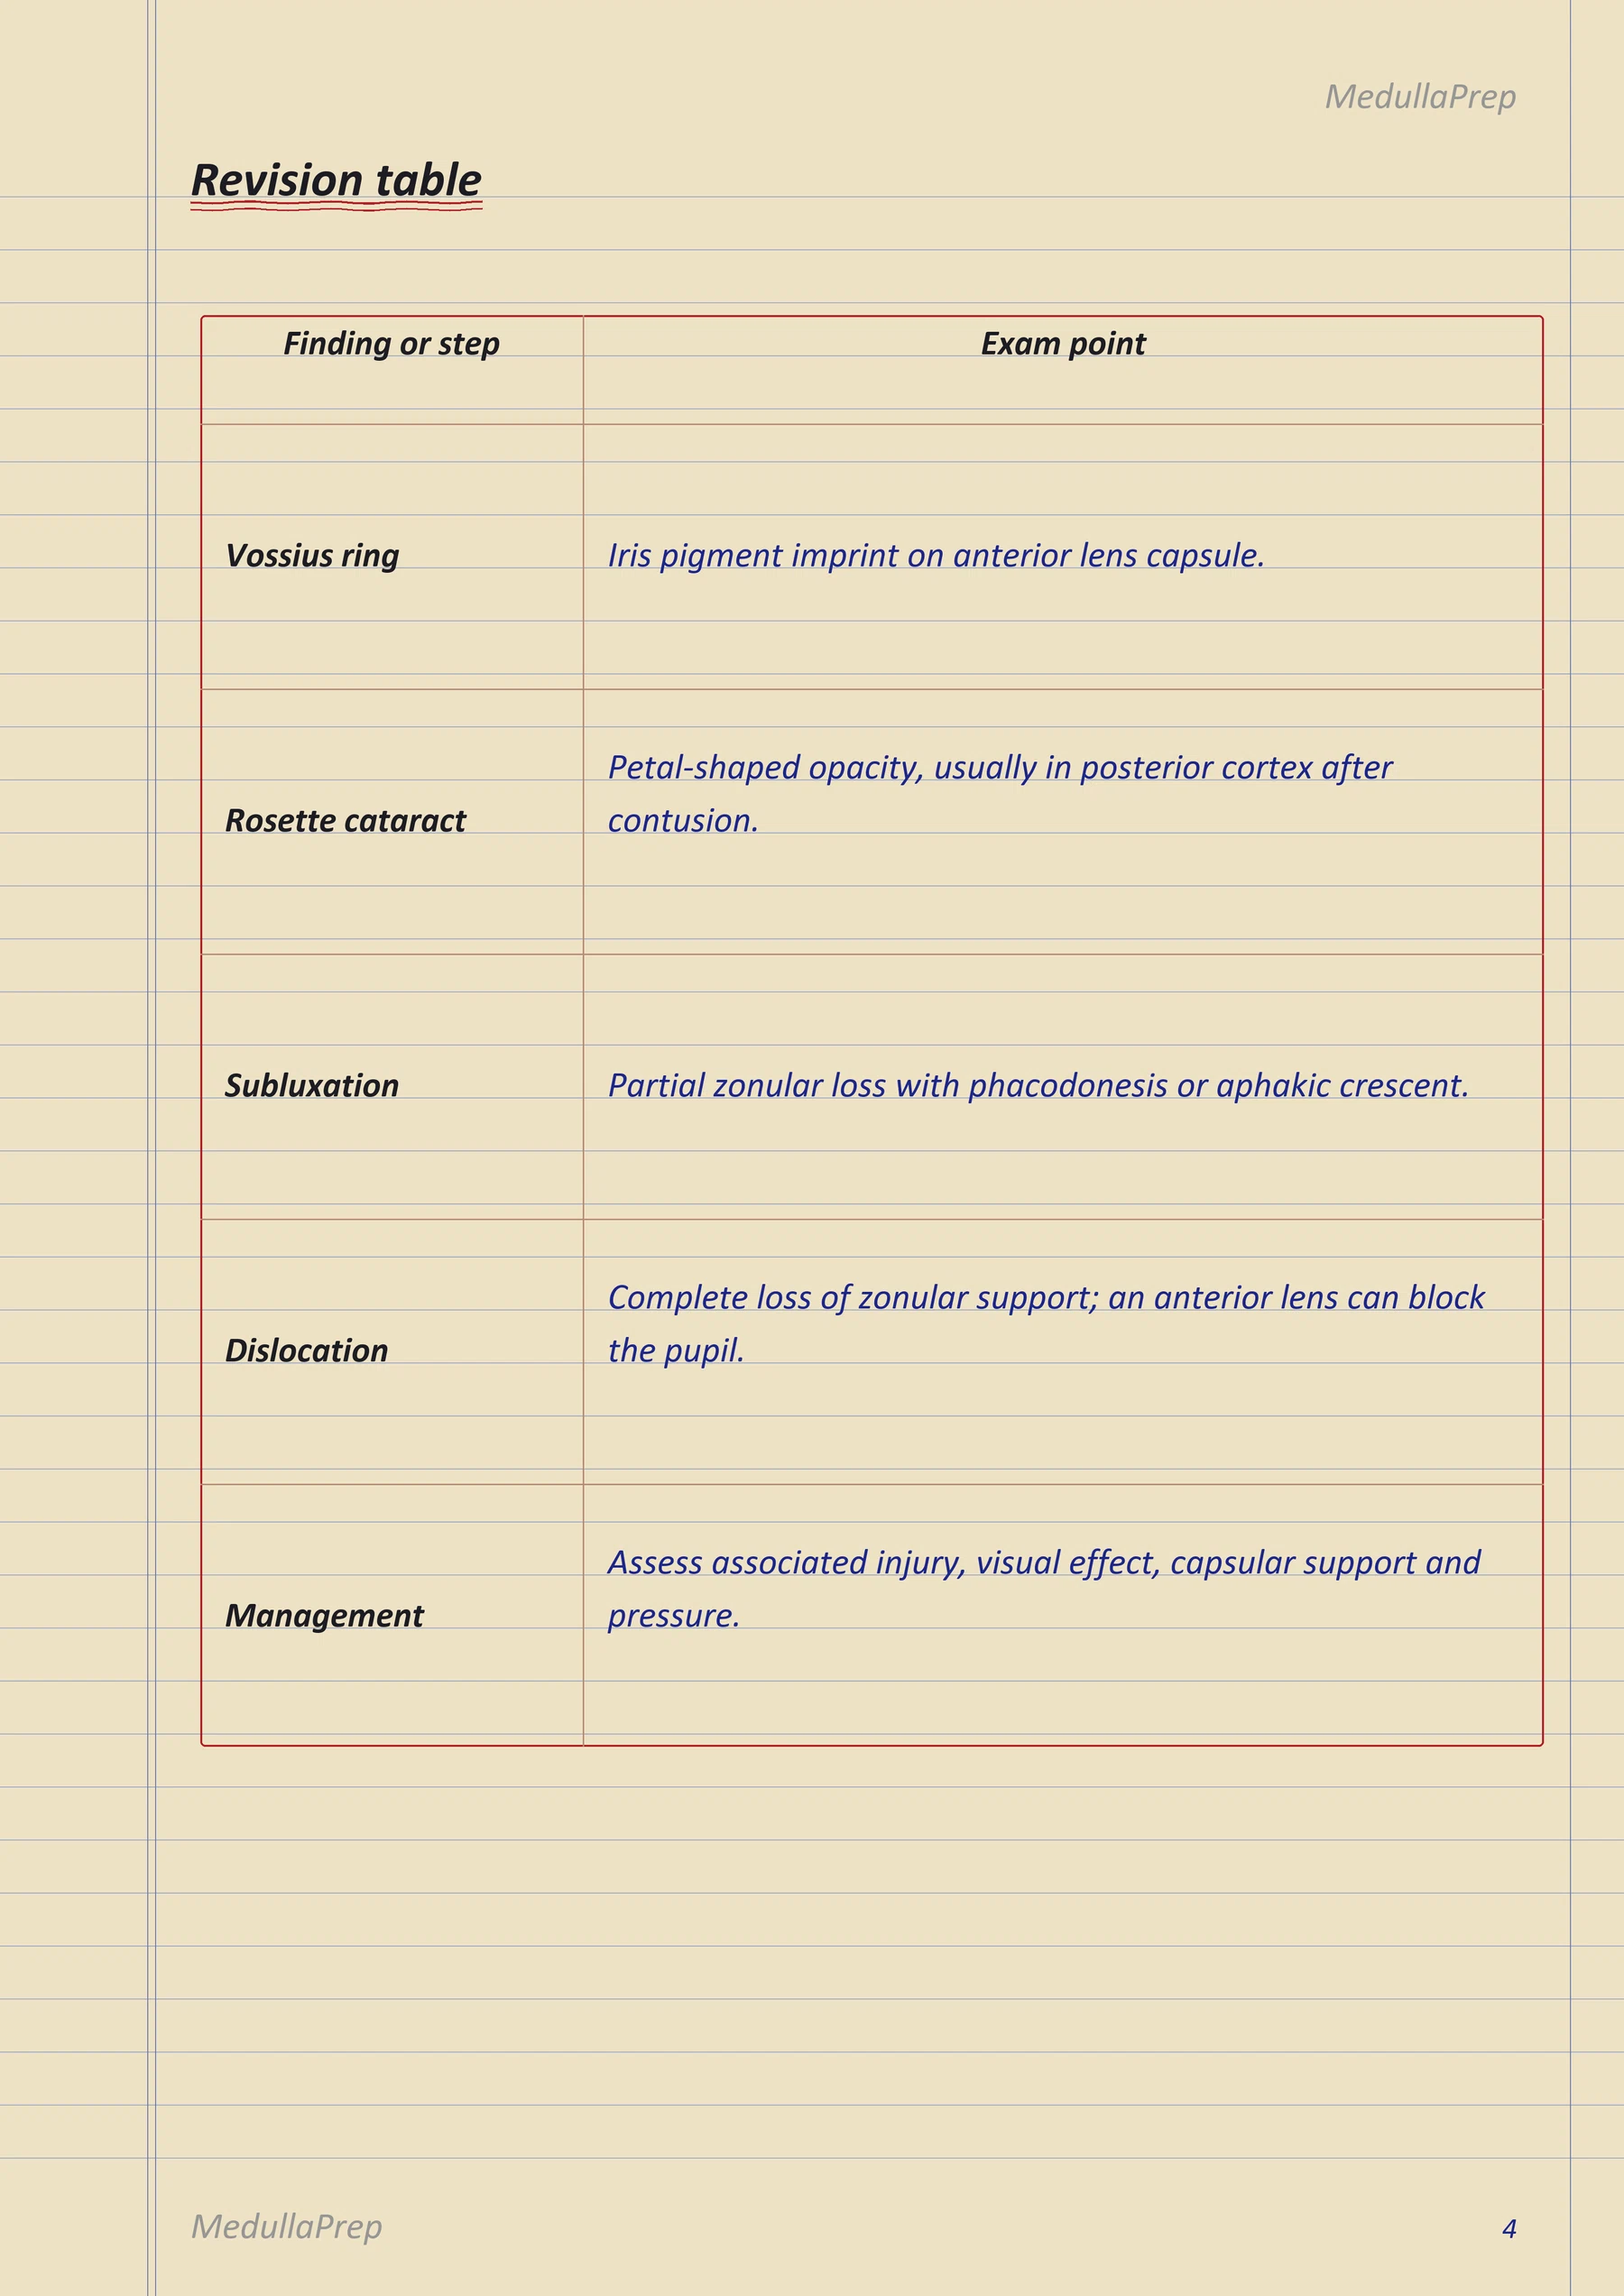 MedullaPrep
Revision table
Finding or step
Exam point
Vossius ring
Iris pigment imprint on anterior lens capsule.
Rosette cataract
Petal-shaped opacity, usually in posterior cortex after
contusion.
Subluxation
Partial zonular loss with phacodonesis or aphakic crescent.
Dislocation
Complete loss of zonular support; an anterior lens can block
the pupil.
Management
Assess associated injury, visual effect, capsular support and
pressure.
MedullaPrep
4